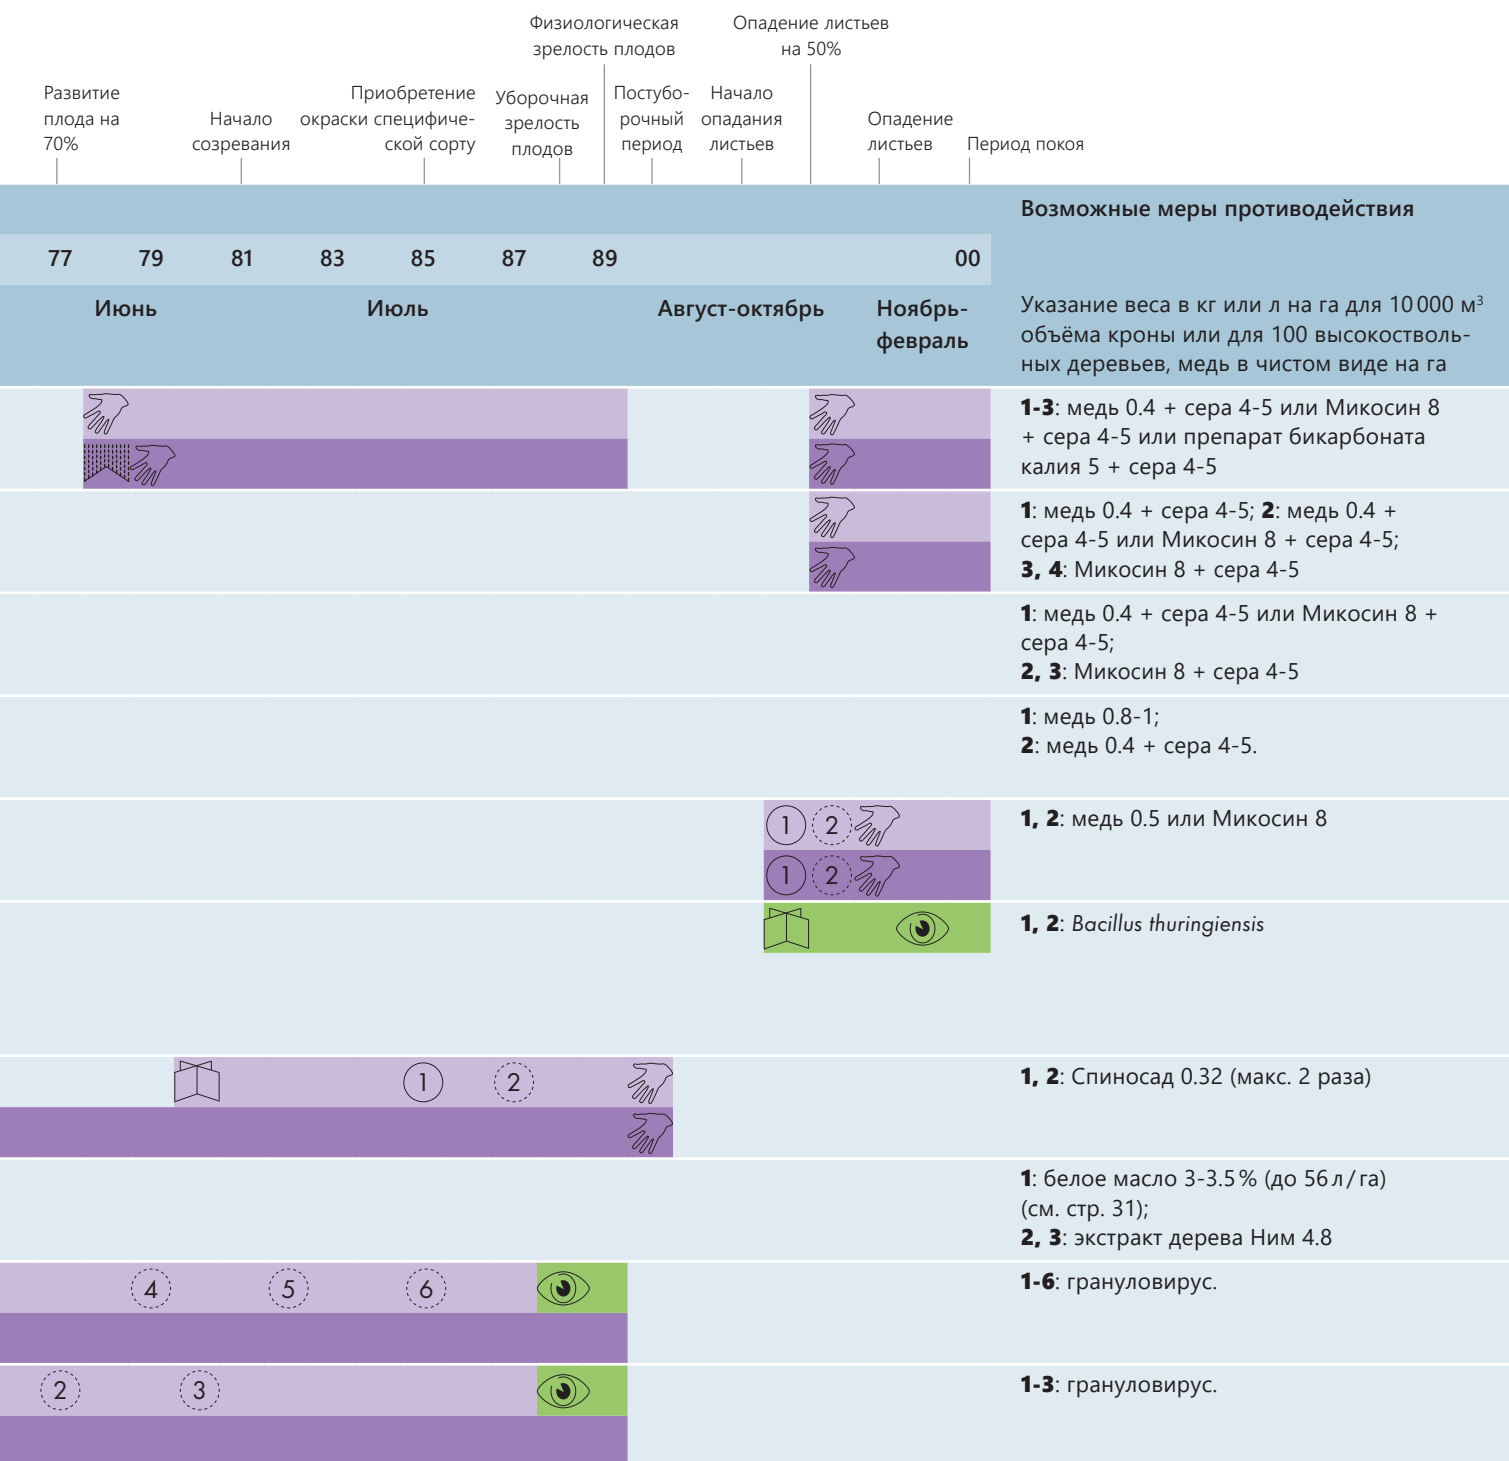 Физиологическая
зрелость плодов
Опадение листьев
на 50%
Развитие
плода на
70%
Начало
созревания
Приобретение
окраски специфиче-
ской сорту
Уборочная
зрелость
плодов
Постубо-
рочный
период
Начало
опадания
листьев
Опадение
листьев
Период покоя
Возможные меры противодействия
77 79 81 83 85 87 89 00
Июнь Июль Август-октябрь Ноябрь-
февраль
Указание веса в кг или л на га для 10 000 м³
объёма кроны или для 100 высокостволь-
ных деревьев, медь в чистом виде на га
1-3: медь 0.4 + сера 4-5 или Микосин 8
+ сера 4-5 или препарат бикарбоната
калия 5 + сера 4-5
1: медь 0.4 + сера 4-5; 2: медь 0.4 +
сера 4-5 или Микосин 8 + сера 4-5;
3, 4: Микосин 8 + сера 4-5
1: медь 0.4 + сера 4-5 или Микосин 8 +
сера 4-5;
2, 3: Микосин 8 + сера 4-5
1: медь 0.8-1;
2: медь 0.4 + сера 4-5.
1 2
1 2
1, 2: медь 0.5 или Микосин 8
1, 2: Bacillus thuringiensis
1 2
1, 2: Спиносад 0.32 (макс. 2 раза)
1: белое масло 3-3.5% (до 56 л/га)
(см. стр. 31);
2, 3: экстракт дерева Ним 4.8
4 5 6
1-6: грануловирус.
2 3
1-3: грануловирус.